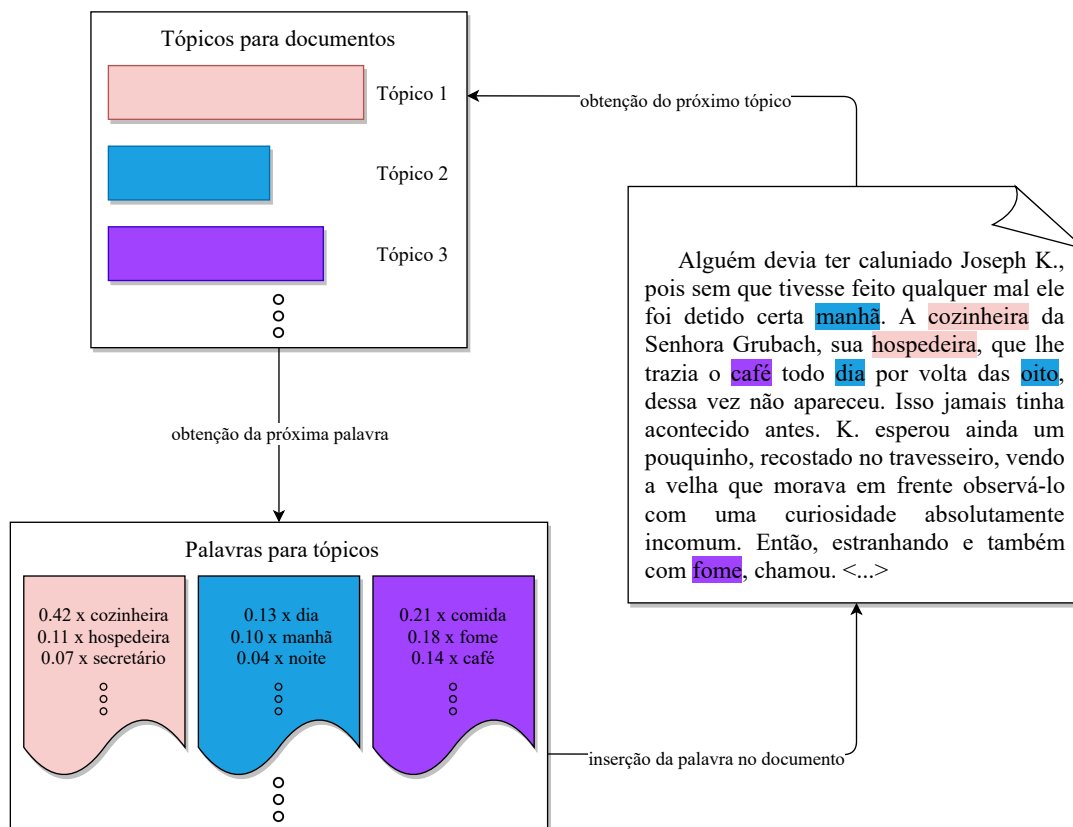 Tópicos para documentos
Tópico 1
Tópico 2
Tópico 3
obtenção do próximo tópico
obtenção da próxima palavra
Alguém devia ter caluniado Joseph K.,
pois sem que tivesse feito qualquer mal ele
foi detido certa manhã. A cozinheira da
Senhora Grubach, sua hospedeira, que lhe
trazia o café todo dia por volta das oito,
dessa vez não apareceu. Isso jamais tinha
acontecido antes. K. esperou ainda um
pouquinho, recostado no travesseiro, vendo
a velha que morava em frente observá-lo
com uma curiosidade absolutamente
incomum. Então, estranhando e também
com fome, chamou. <...>
Palavras para tópicos
0.42 x cozinheira
0.11 x hospedeira
0.07 x secretário
0.13 x dia
0.10 x manhã
0.04 x noite
0.21 x comida
0.18 x fome
0.14 x café
inserção da palavra no documento